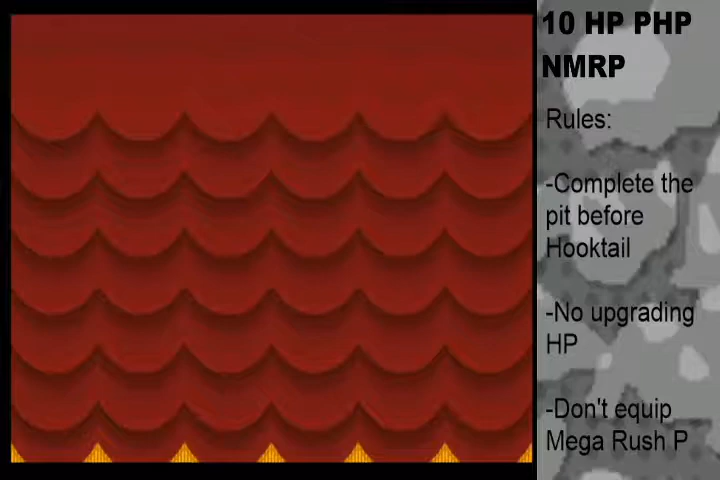 10 HP PHP
NMRP
Rules:
-Complete the
pit before
Hooktail
-No upgrading
HP
-Don't equip
Mega Rush P